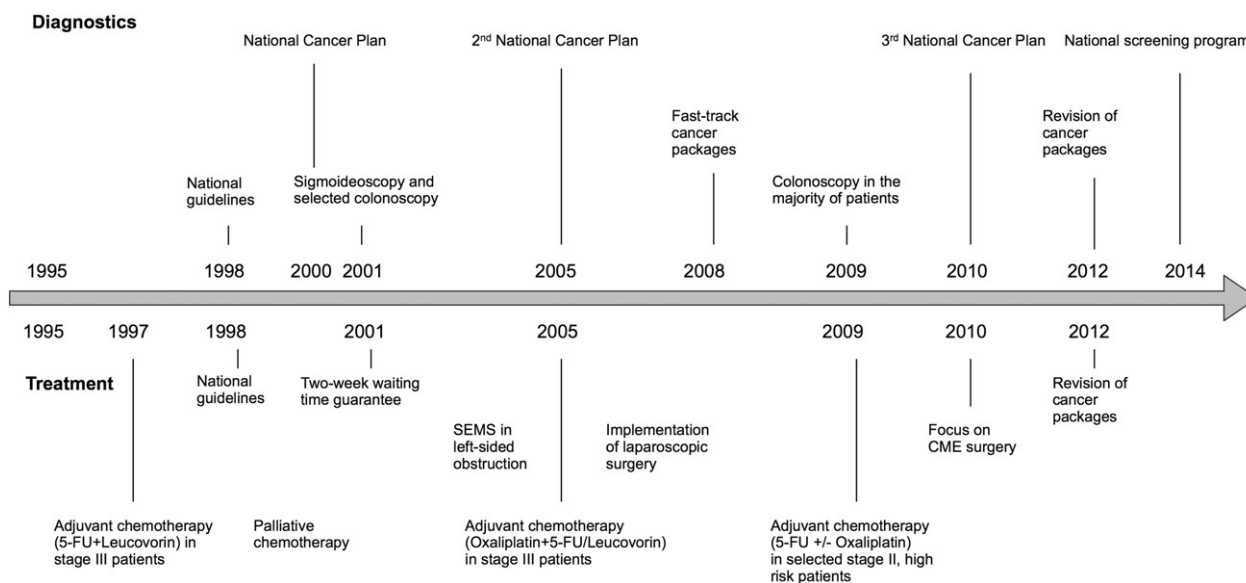 Diagnostics
National Cancer Plan
2nd National Cancer Plan
3rd National Cancer Plan
National screening program
Fast-track
cancer
packages
Revision of
cancer
packages
National
guidelines
Sigmoideoscopy and
selected colonoscopy
Colonoscopy in the
majority of patients
1995
1998
2000
2001
2005
2008
2009
2010
2012
2014
1995
1997
1998
2001
2005
2009
2010
2012
Treatment
National
guidelines
Two-week waiting
time guarantee
Revision of
cancer
packages
SEMS in
left-sided
obstruction
Implementation
of laparoscopic
surgery
Focus on
CME surgery
Adjuvant chemotherapy
(5-FU+Leucovorin) in
stage III patients
Palliative
chemotherapy
Adjuvant chemotherapy
(Oxaliplatin+5-FU/Leucovorin)
in stage III patients
Adjuvant chemotherapy
(5-FU +/- Oxaliplatin)
in selected stage II, high
risk patients